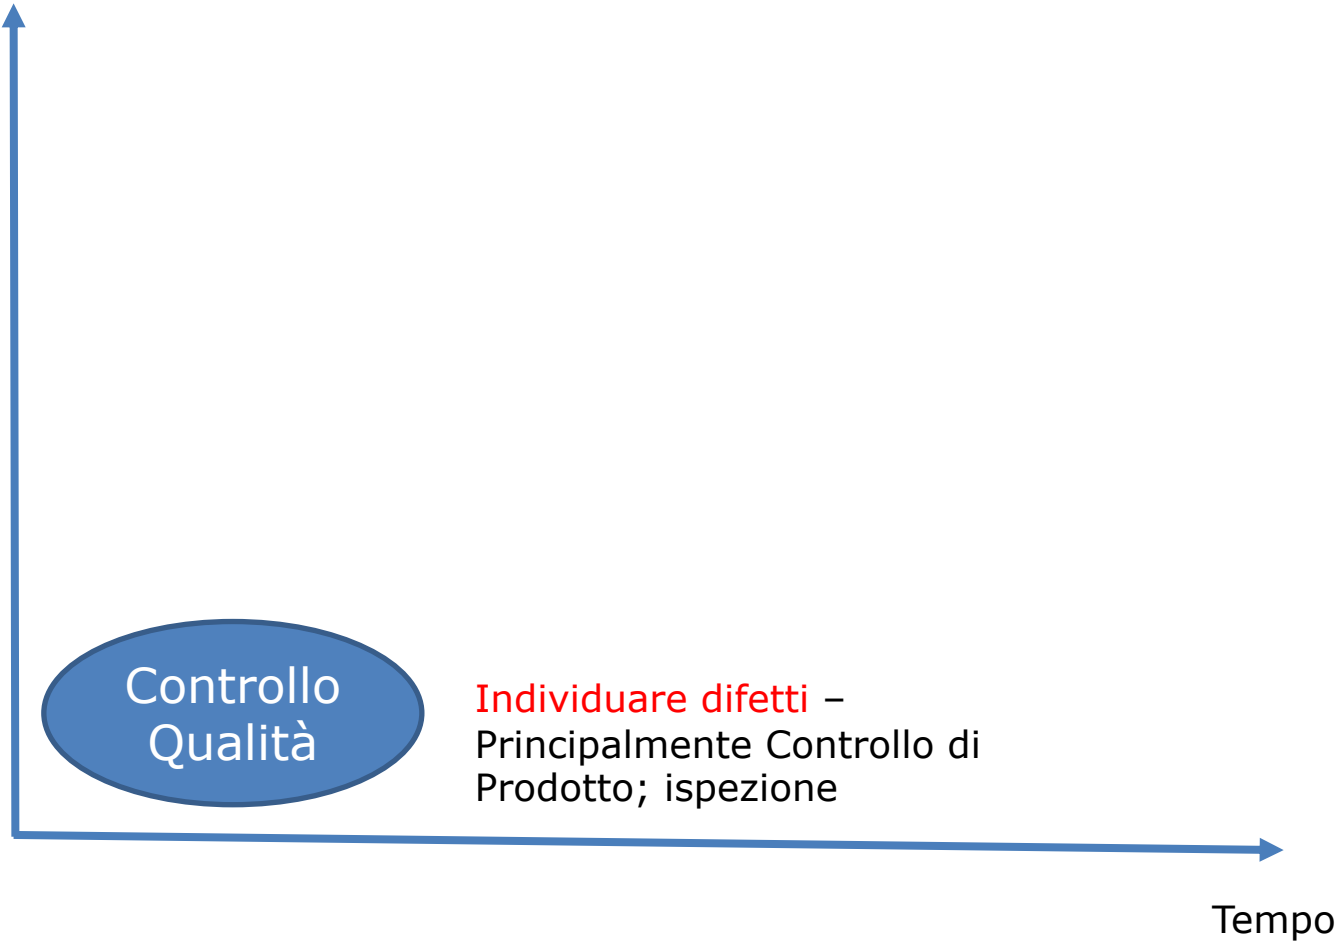 Controllo
Qualità
Individuare difetti –
Principalmente Controllo di
Prodotto; ispezione
Tempo